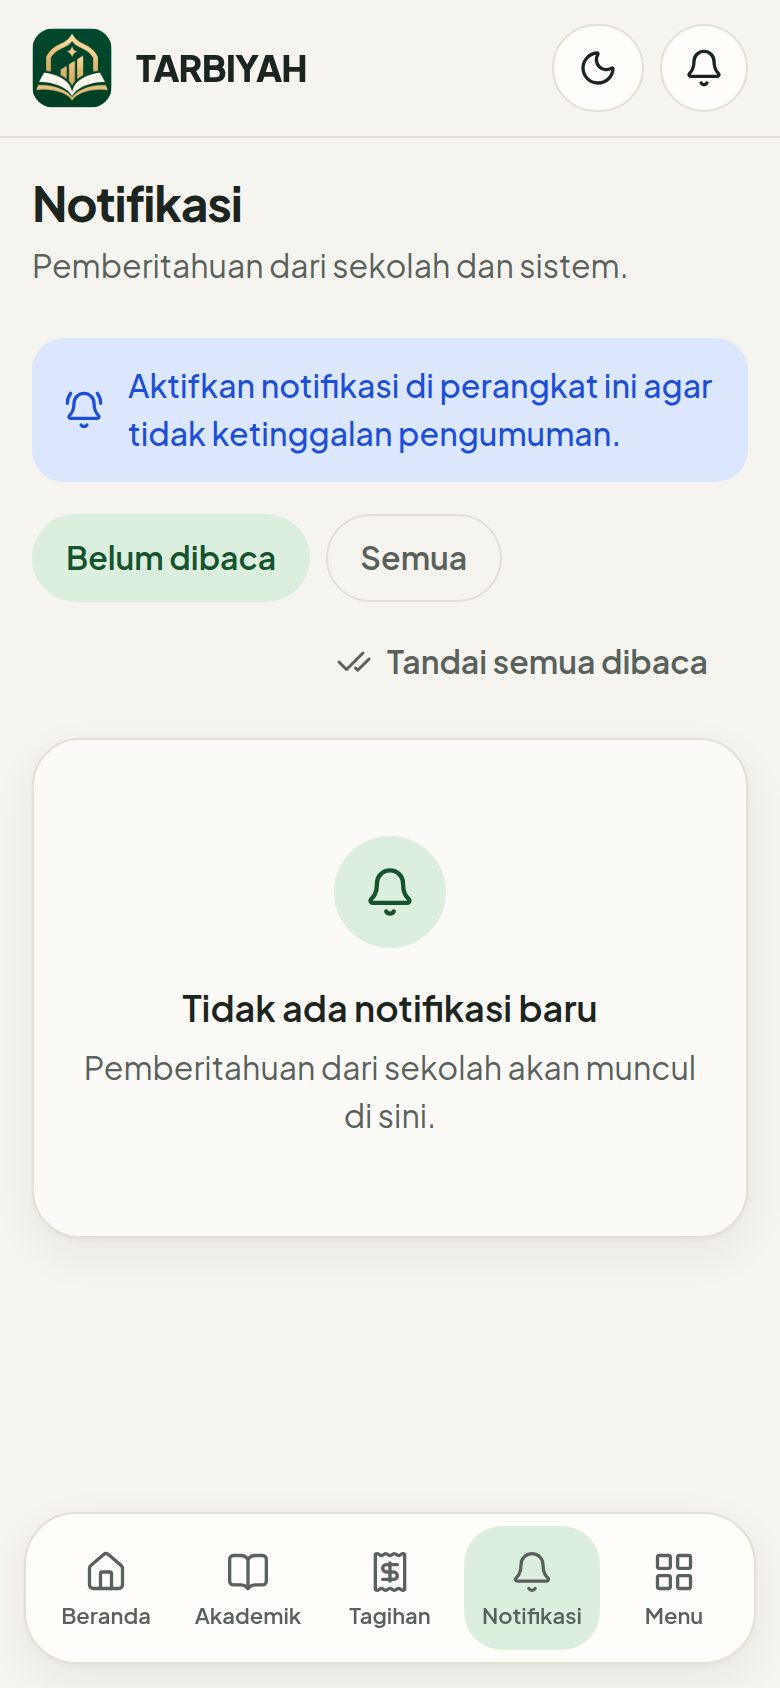 TARBIYAH
Notifikasi
Pemberitahuan dari sekolah dan sistem.
Aktifkan notifikasi di perangkat ini agar
tidak ketinggalan pengumuman.
Belum dibaca
Semua
Tandai semua dibaca
Tidak ada notifikasi baru
Pemberitahuan dari sekolah akan muncul
di sini.
Beranda
Akademik
Tagihan
Notifikasi
Menu